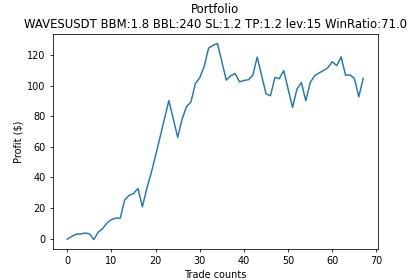 Portfolio
WAVESUSDT BBM:1.8 BBL:240 SL:1.2 TP:1.2 lev:15 WinRatio:71.0
120
100
80
60
40
20
0
Profit ($)
0 10 20 30 40 50 60 70
Trade counts